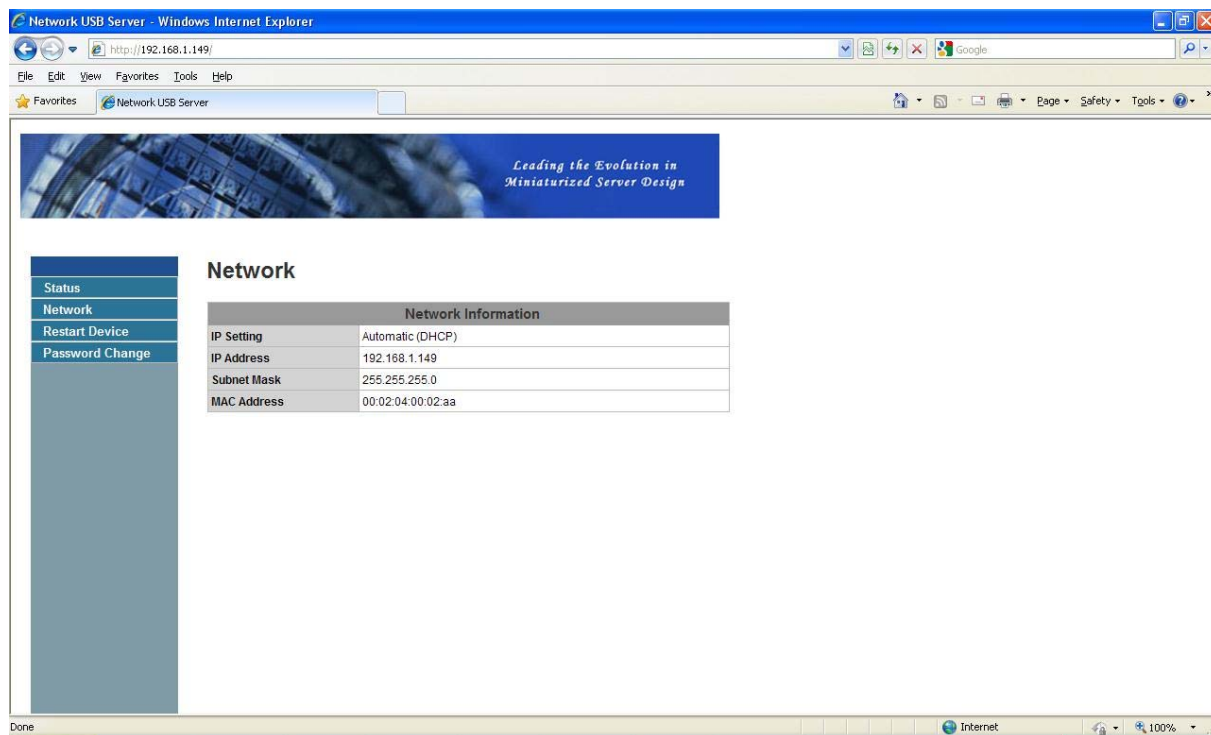 Network USB Server - Windows Internet Explorer
http://192.168.1.149/
Google
File Edit View Favorites Tools Help
Favorites
Network USB Server
Page
Safety
Tools
Leading the Evolution in
Miniaturized Server Design
Network
Status
Network
Restart Device
Password Change
Network Information
IP Setting Automatic (DHCP)
IP Address 192.168.1.149
Subnet Mask 255.255.255.0
MAC Address 00:02:04:00:02:aa
Done
Internet
100%